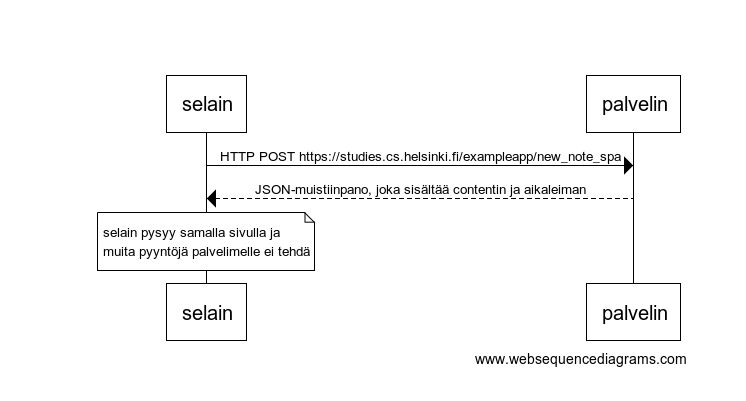 selain
palvelin
HTTP POST https://studies.cs.helsinki.fi/exampleapp/new_note_spa
JSON-muistiinpano, joka sisältää contentin ja aikaleiman
selain pysyy samalla sivulla ja
muita pyyntöjä palvelimelle ei tehdä
selain
palvelin
www.websequencediagrams.com